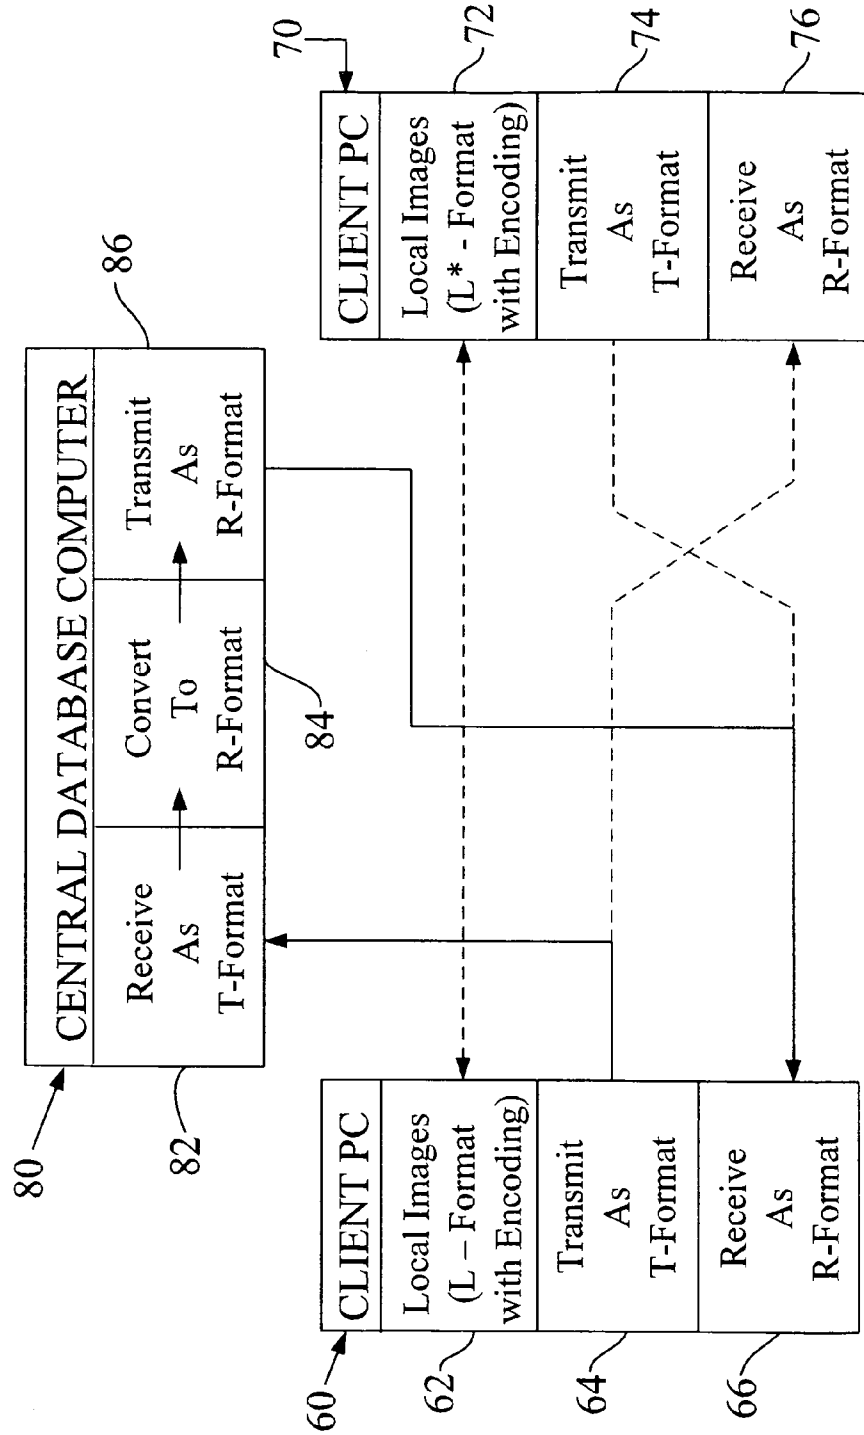 80
CENTRAL DATABASE COMPUTER
Receive
As
T-Format
Convert
To
R-Format
Transmit
As
R-Format
82
84
86
60
CLIENT PC
Local Images
(L – Format
with Encoding)
62
Transmit
As
T-Format
64
Receive
As
R-Format
66
70
CLIENT PC
Local Images
(L* - Format
with Encoding)
72
Transmit
As
T-Format
74
Receive
As
R-Format
76